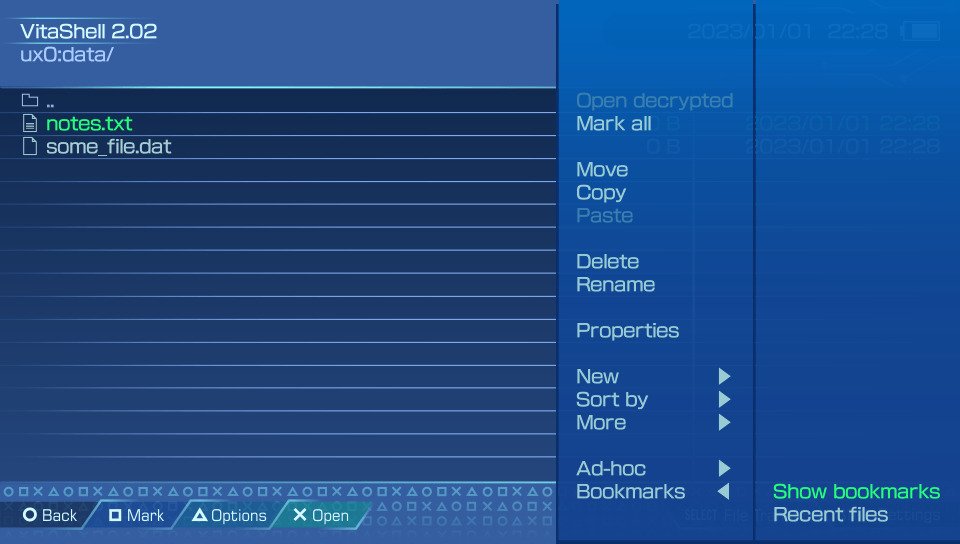 VitaShell 2.02
2023/01/01 22:28
ux0:data/
..
Open decrypted
notes.txt
Mark all
0 B
2023/01/01 22:28
some_file.dat
0 B
2023/01/01 22:28
Move
Copy
Paste
Delete
Rename
Properties
New
Sort by
More
Ad-hoc
Bookmarks
Show bookmarks
Recent files
Back
Mark
Options
Open
SELECT